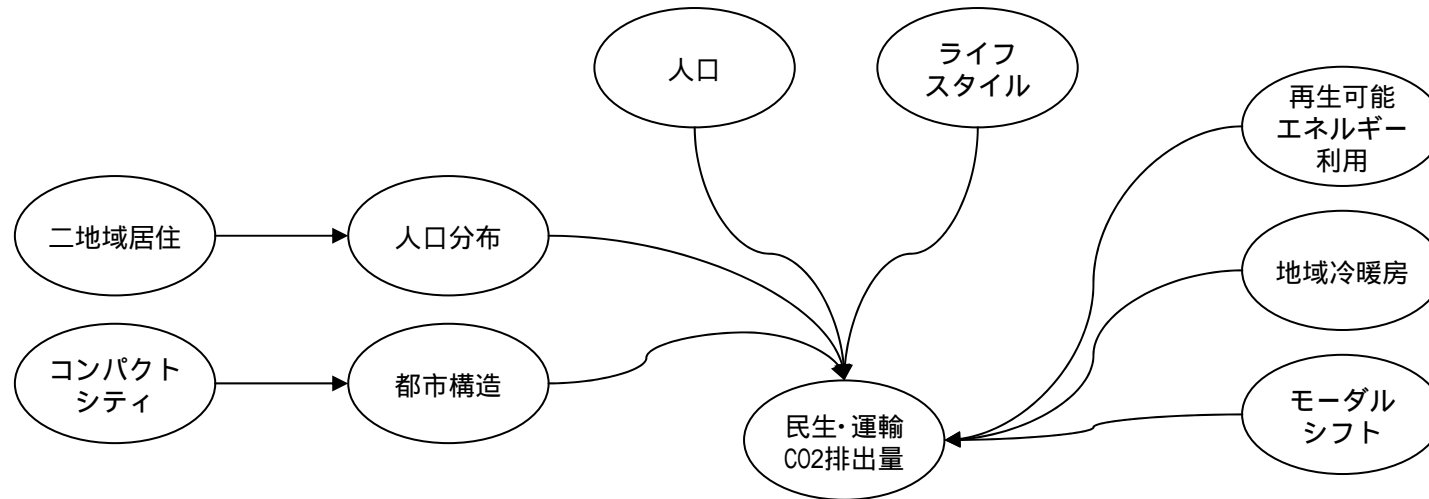 人口
ライフ
スタイル
再生可能
エネルギー
利用
二地域居住
人口分布
地域冷暖房
コンパクト
シティ
都市構造
モーダル
シフト
民生・運輸
CO2排出量